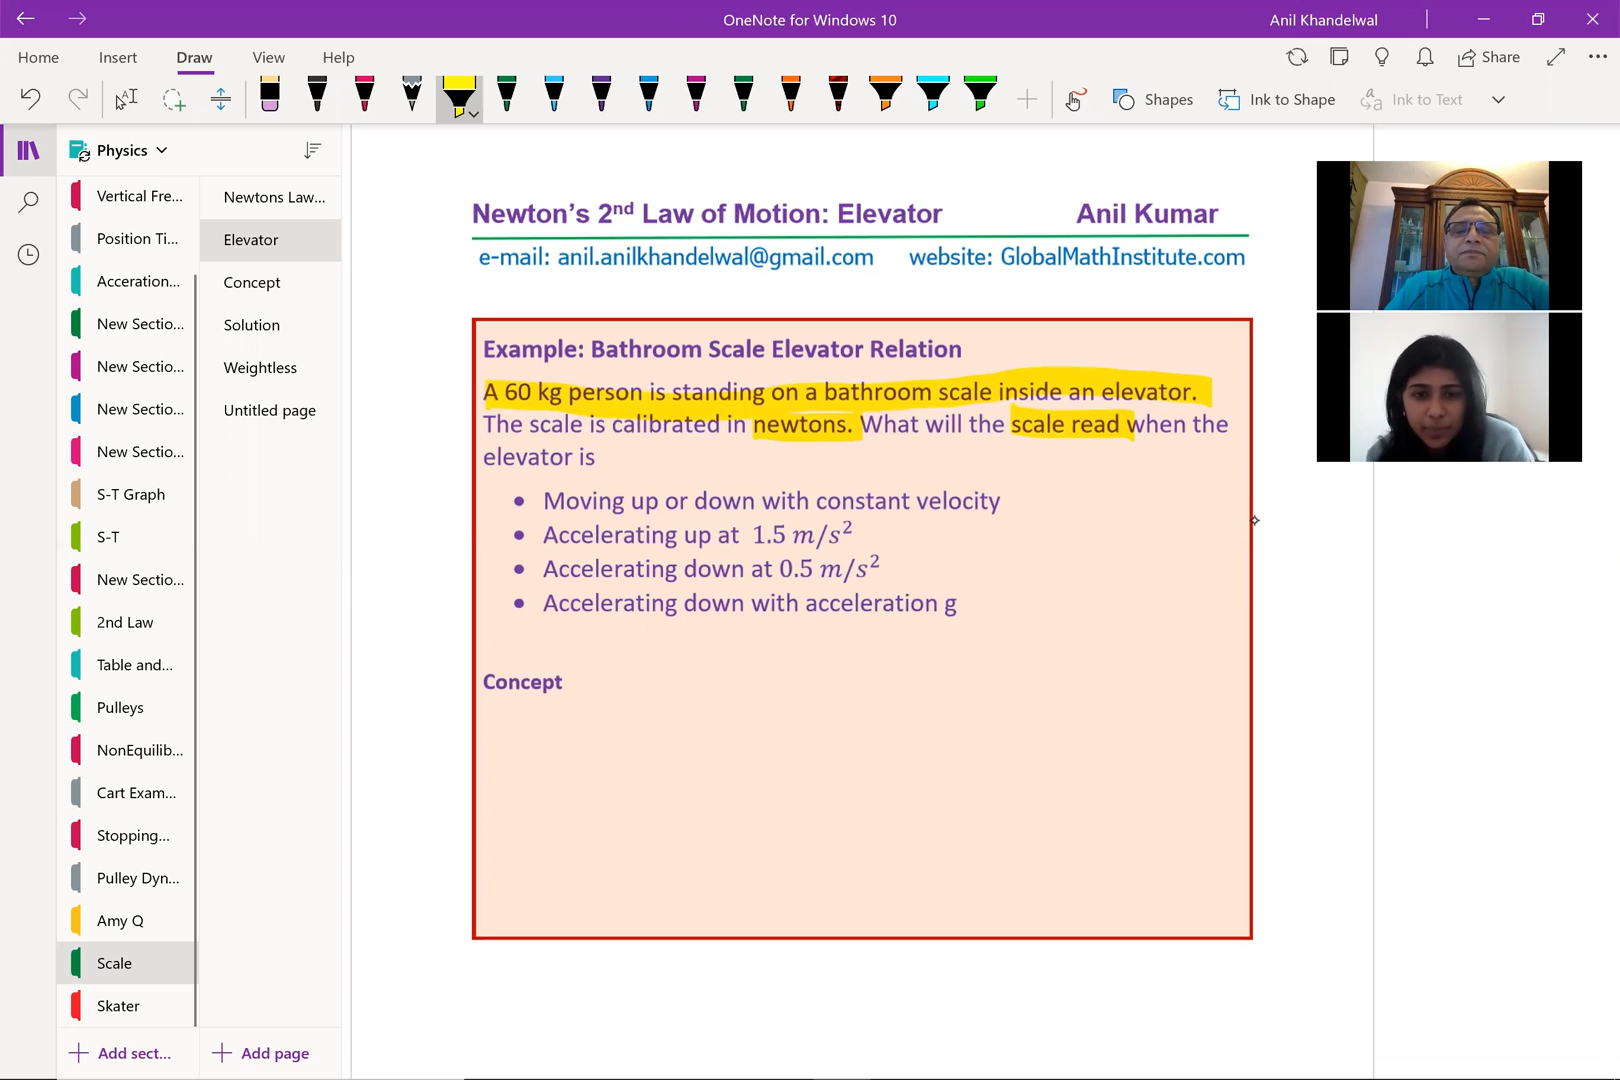 OneNote for Windows 10
Anil Khandelwal
Home Insert Draw View Help
Share
Shapes
Ink to Shape
Ink to Text
Physics
Vertical Fre...
Position Ti...
Acceration...
New Sectio...
New Sectio...
New Sectio...
New Sectio...
S-T Graph
S-T
New Sectio...
2nd Law
Table and...
Pulleys
NonEquilib...
Cart Exam...
Stopping...
Pulley Dyn...
Amy Q
Scale
Skater
Add sect...
Newtons Law...
Elevator
Concept
Solution
Weightless
Untitled page
Add page
Newton's 2nd Law of Motion: Elevator Anil Kumar
e-mail: anil.anilkhandelwal@gmail.com website: GlobalMathInstitute.com
Example: Bathroom Scale Elevator Relation
A 60 kg person is standing on a bathroom scale inside an elevator.
The scale is calibrated in newtons. What will the scale read when the
elevator is
• Moving up or down with constant velocity
• Accelerating up at 1.5 m/s²
• Accelerating down at 0.5 m/s²
• Accelerating down with acceleration g
Concept